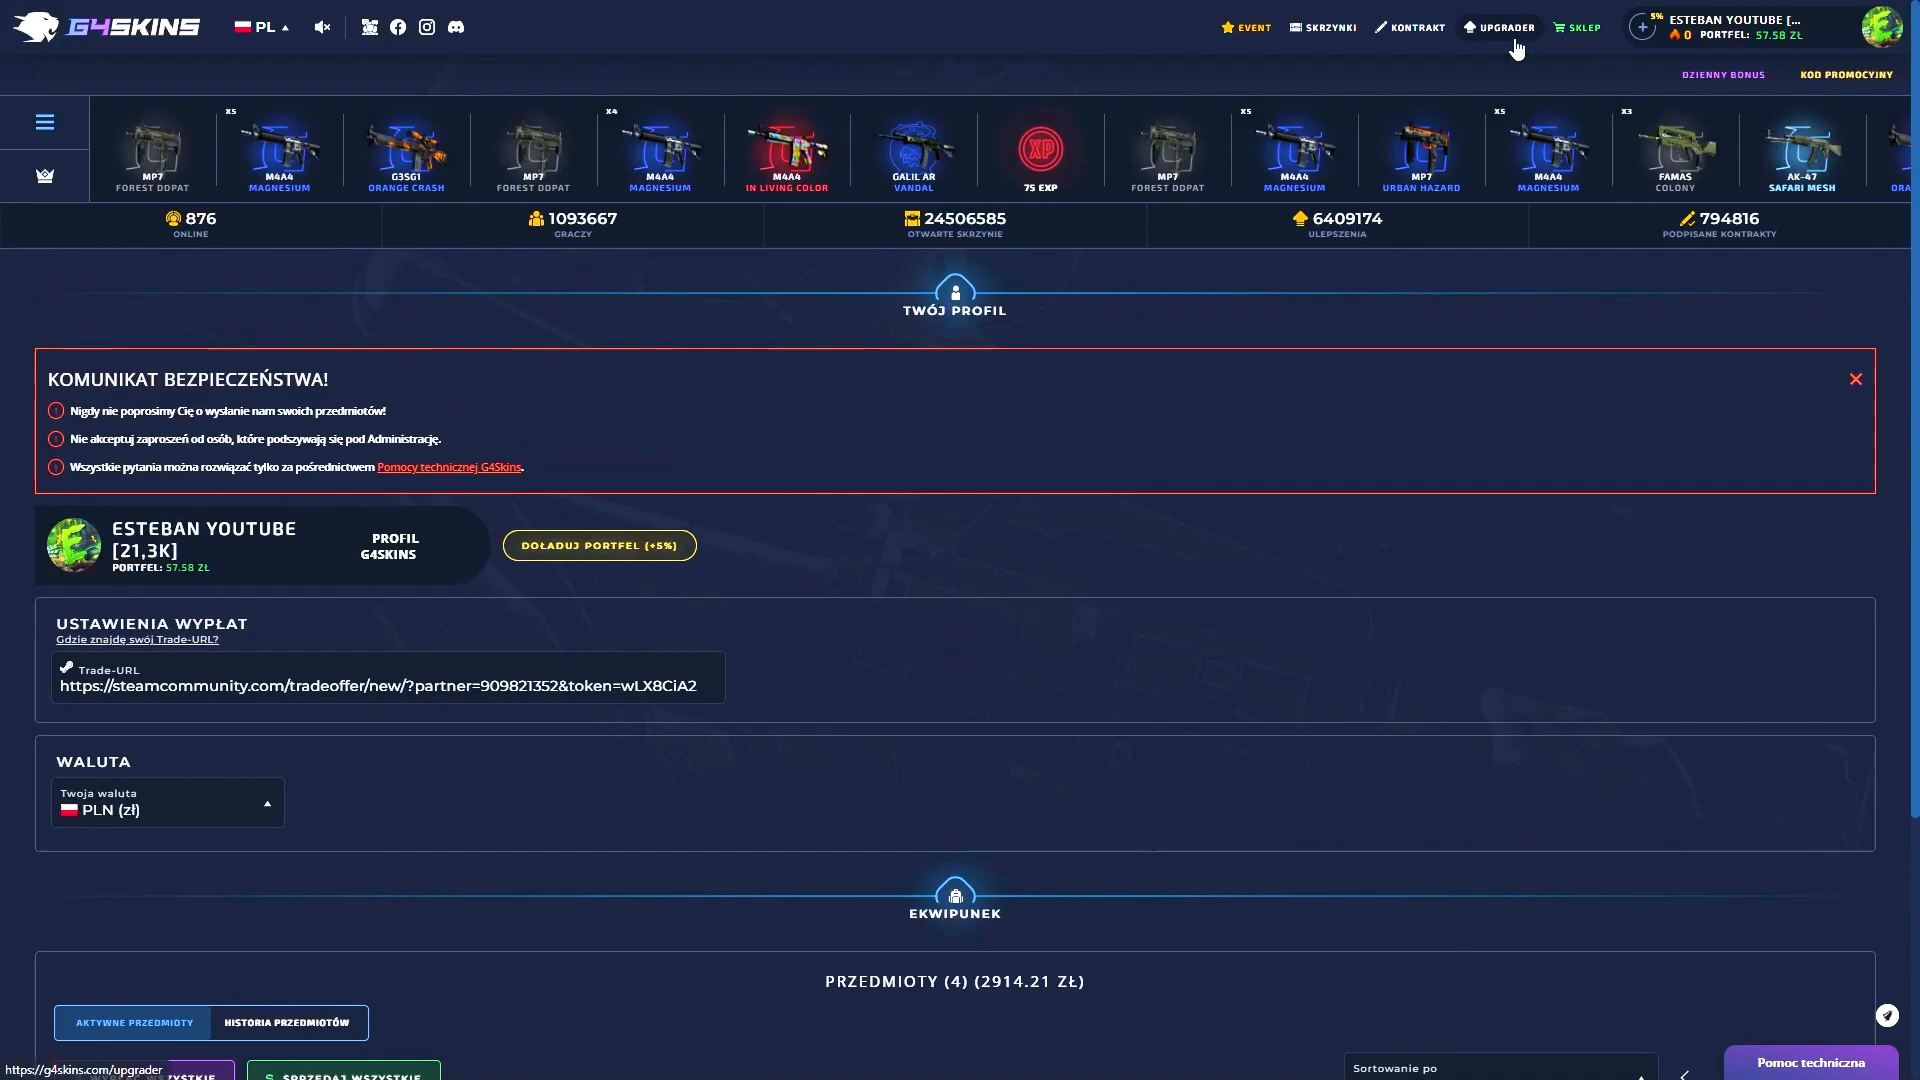 G4SKINS
PL
EVENT
SKRZYNKI
KONTRAKT
UPGRADER
SKLEP
5%
ESTEBAN YOUTUBE [...
0 PORTFEL: 57.58 ZŁ
DZIENNY BONUS
KOD PROMOCYJNY
MP7
FOREST DDPAT
X5
M4A4
MAGNESIUM
G3SG1
ORANGE CRASH
MP7
FOREST DDPAT
X4
M4A4
MAGNESIUM
M4A4
IN LIVING COLOR
GALIL AR
VANDAL
XP
75 EXP
MP7
FOREST DDPAT
X5
M4A4
MAGNESIUM
MP7
URBAN HAZARD
X5
M4A4
MAGNESIUM
X3
FAMAS
COLONY
AK-47
SAFARI MESH
ORA
876
ONLINE
1093667
GRACZY
24506585
OTWARTE SKRZYNIE
6409174
ULEPSZENIA
794816
PODPISANE KONTRAKTY
TWÓJ PROFIL
KOMUNIKAT BEZPIECZEŃSTWA!
Nigdy nie poprosimy Cię o wysłanie nam swoich przedmiotów!
Nie akceptuj zaproszeń od osób, które podszywają się pod Administrację.
Wszystkie pytania można rozwiązać tylko za pośrednictwem Pomocy technicznej G4Skins.
ESTEBAN YOUTUBE
[21,3K]
PORTFEL: 57.58 ZŁ
PROFIL
G4SKINS
DOŁADUJ PORTFEL (+5%)
USTAWIENIA WYPŁAT
Gdzie znajdę swój Trade-URL?
Trade-URL
https://steamcommunity.com/tradeoffer/new/?partner=909821352&token=wLX8CiA2
WALUTA
Twoja waluta
PLN (zł)
EKWIPUNEK
PRZEDMIOTY (4) (2914.21 ZŁ)
AKTYWNE PRZEDMIOTY
HISTORIA PRZEDMIOTÓW
https://g4skins.com/upgrader
WYPŁAĆ WSZYSTKIE
$ SPRZEDAJ WSZYSTKIE
Sortowanie po
Pomoc techniczna